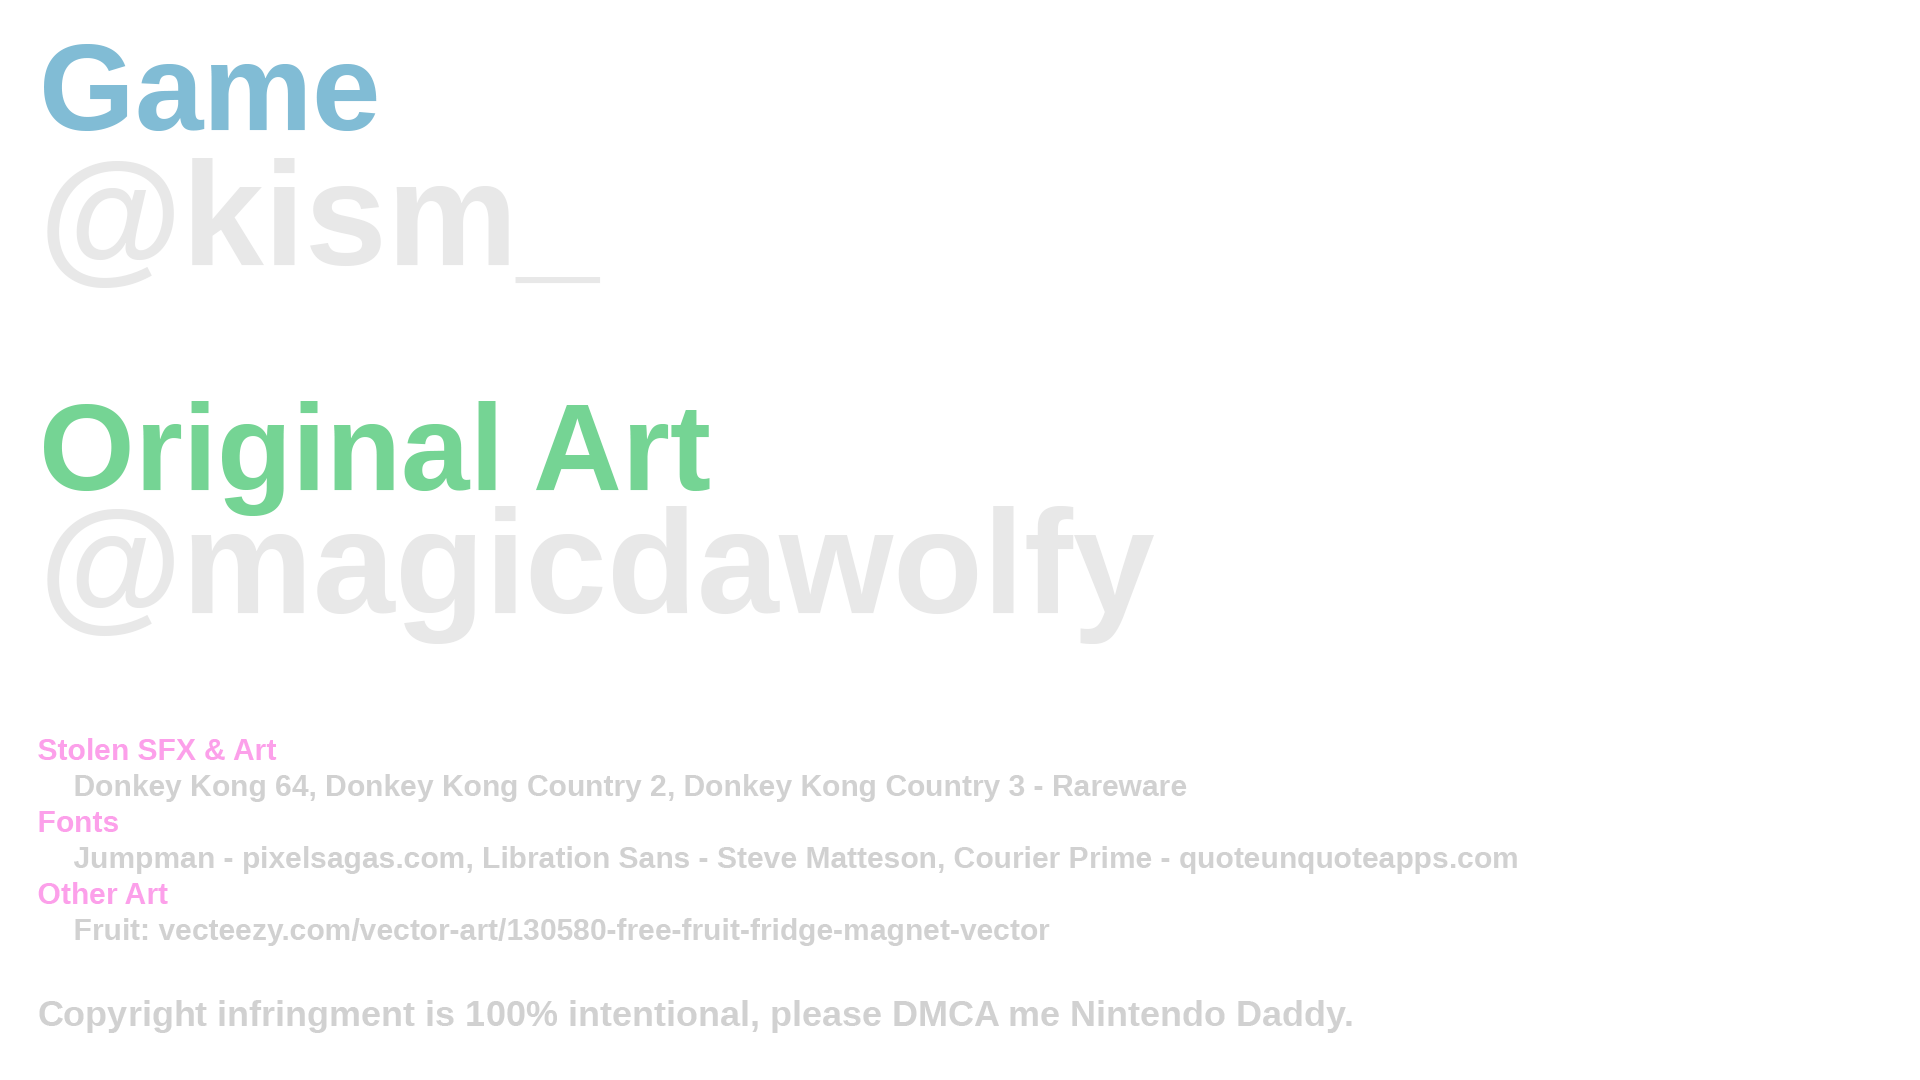 Game
@kism_
Original Art
@magicdawolfy
Stolen SFX & Art
Donkey Kong 64, Donkey Kong Country 2, Donkey Kong Country 3 - Rareware
Fonts
Jumpman - pixelsagas.com, Libration Sans - Steve Matteson, Courier Prime - quoteunquoteapps.com
Other Art
Fruit: vecteezy.com/vector-art/130580-free-fruit-fridge-magnet-vector
Copyright infringment is 100% intentional, please DMCA me Nintendo Daddy.